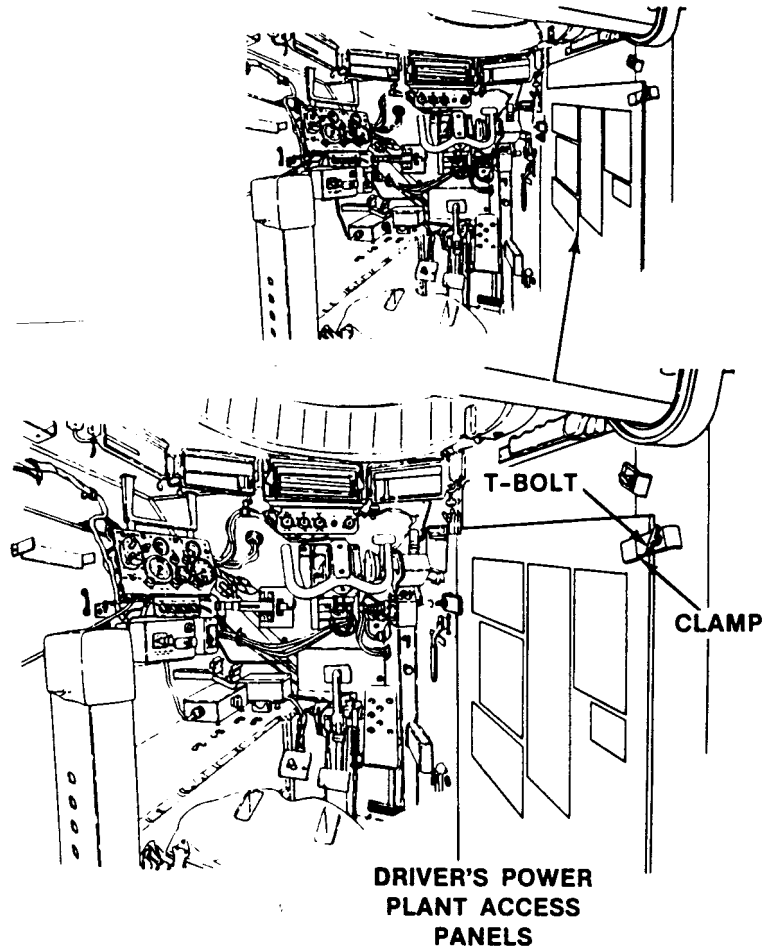 T-BOLT
CLAMP
DRIVER'S POWER
PLANT ACCESS
PANELS